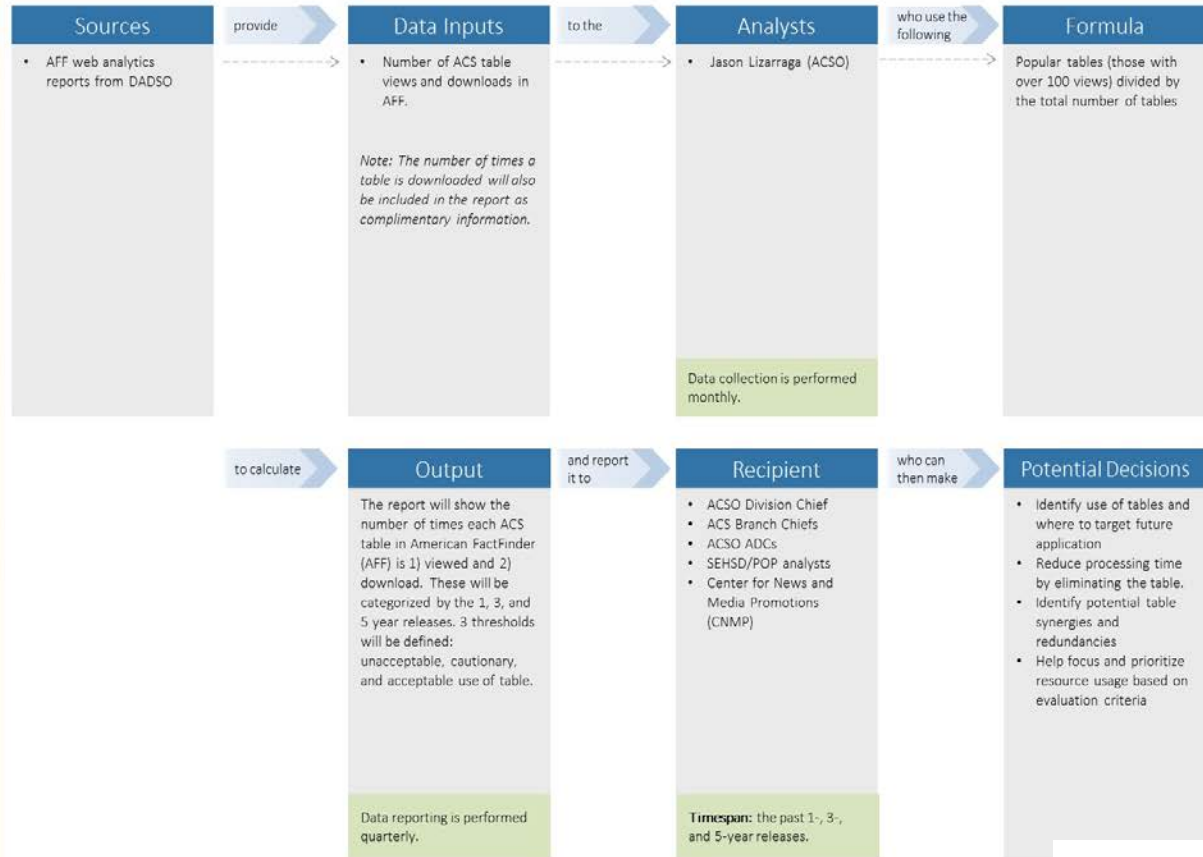 Sources
provide
Data Inputs
to the
Analysts
who use the
following
Formula
• AFF web analytics
reports from DADSO
• Number of ACS table
views and downloads in
AFF.
Note: The number of times a
table is downloaded will also
be included in the report as
complimentary information.
• Jason Lizarraga (ACSO)
Data collection is performed
monthly.
Popular tables (those with
over 100 views) divided by
the total number of tables
to calculate
Output
and report
it to
Recipient
who can
then make
Potential Decisions
The report will show the
number of times each ACS
table in American FactFinder
(AFF) is 1) viewed and 2)
download. These will be
categorized by the 1, 3, and
5 year releases. 3 thresholds
will be defined:
unacceptable, cautionary,
and acceptable use of table.
Data reporting is performed
quarterly.
• ACSO Division Chief
• ACS Branch Chiefs
• ACSO ADCs
• SEHSD/POP analysts
• Center for News and
Media Promotions
(CNMP)
Timespan: the past 1-, 3-,
and 5-year releases.
• Identify use of tables and
where to target future
application
• Reduce processing time
by eliminating the table.
• Identify potential table
synergies and
redundancies
• Help focus and prioritize
resource usage based on
evaluation criteria